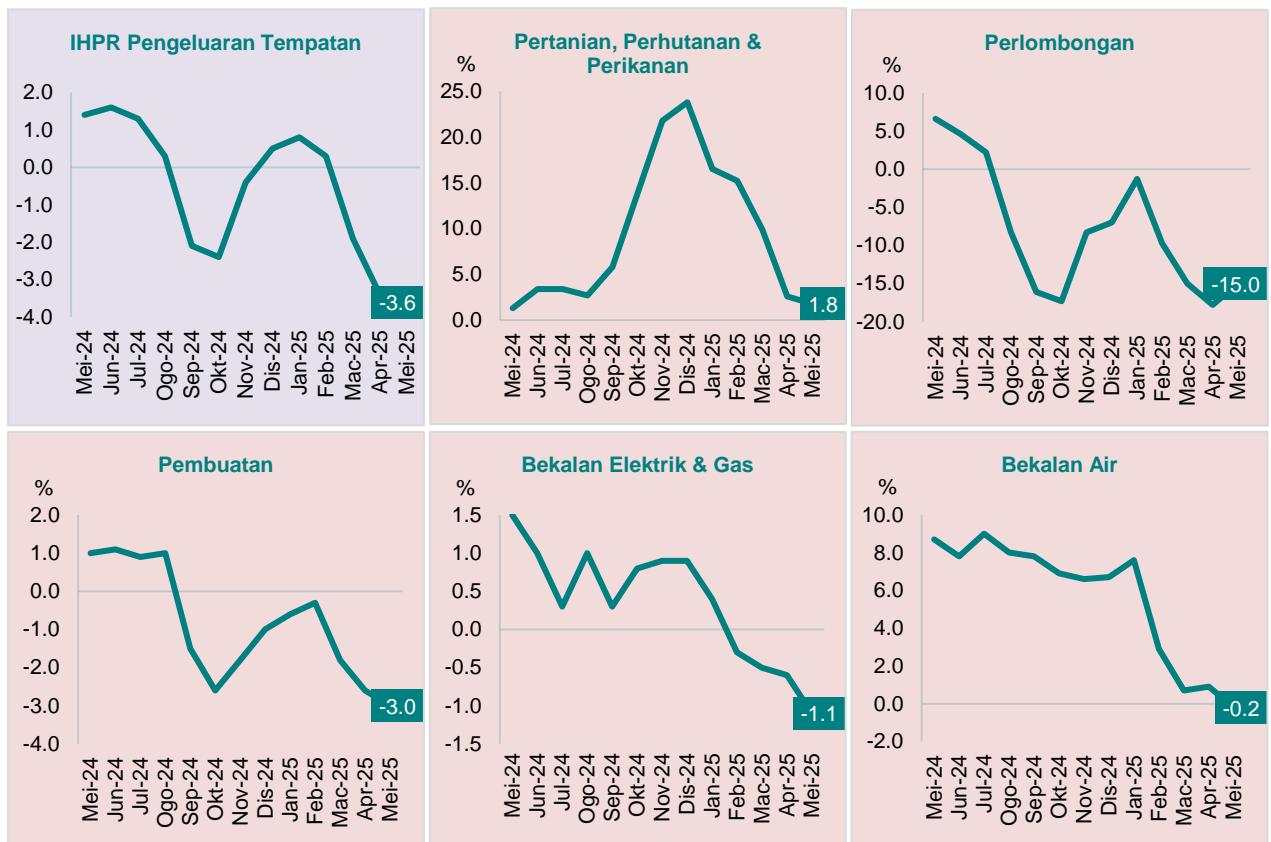 IHPR Pengeluaran Tempatan
2.0
1.0
0.0
-1.0
-2.0
-3.0
-4.0
-3.6
Mei-24
Jun-24
Jul-24
Ogo-24
Sep-24
Okt-24
Nov-24
Dis-24
Jan-25
Feb-25
Mac-25
Apr-25
Mei-25
Pertanian, Perhutanan &
Perikanan
%
25.0
20.0
15.0
10.0
5.0
0.0
1.8
Mei-24
Jun-24
Jul-24
Ogo-24
Sep-24
Okt-24
Nov-24
Dis-24
Jan-25
Feb-25
Mac-25
Apr-25
Mei-25
Perlombongan
%
10.0
5.0
0.0
-5.0
-10.0
-15.0
-20.0
-15.0
Mei-24
Jun-24
Jul-24
Ogo-24
Sep-24
Okt-24
Nov-24
Dis-24
Jan-25
Feb-25
Mac-25
Apr-25
Mei-25
Pembuatan
%
2.0
1.0
0.0
-1.0
-2.0
-3.0
-4.0
-3.0
Mei-24
Jun-24
Jul-24
Ogo-24
Sep-24
Okt-24
Nov-24
Dis-24
Jan-25
Feb-25
Mac-25
Apr-25
Mei-25
Bekalan Elektrik & Gas
%
1.5
1.0
0.5
0.0
-0.5
-1.0
-1.5
-1.1
Mei-24
Jun-24
Jul-24
Ogo-24
Sep-24
Okt-24
Nov-24
Dis-24
Jan-25
Feb-25
Mac-25
Apr-25
Mei-25
Bekalan Air
%
10.0
8.0
6.0
4.0
2.0
0.0
-2.0
-0.2
Mei-24
Jun-24
Jul-24
Ogo-24
Sep-24
Okt-24
Nov-24
Dis-24
Jan-25
Feb-25
Mac-25
Apr-25
Mei-25